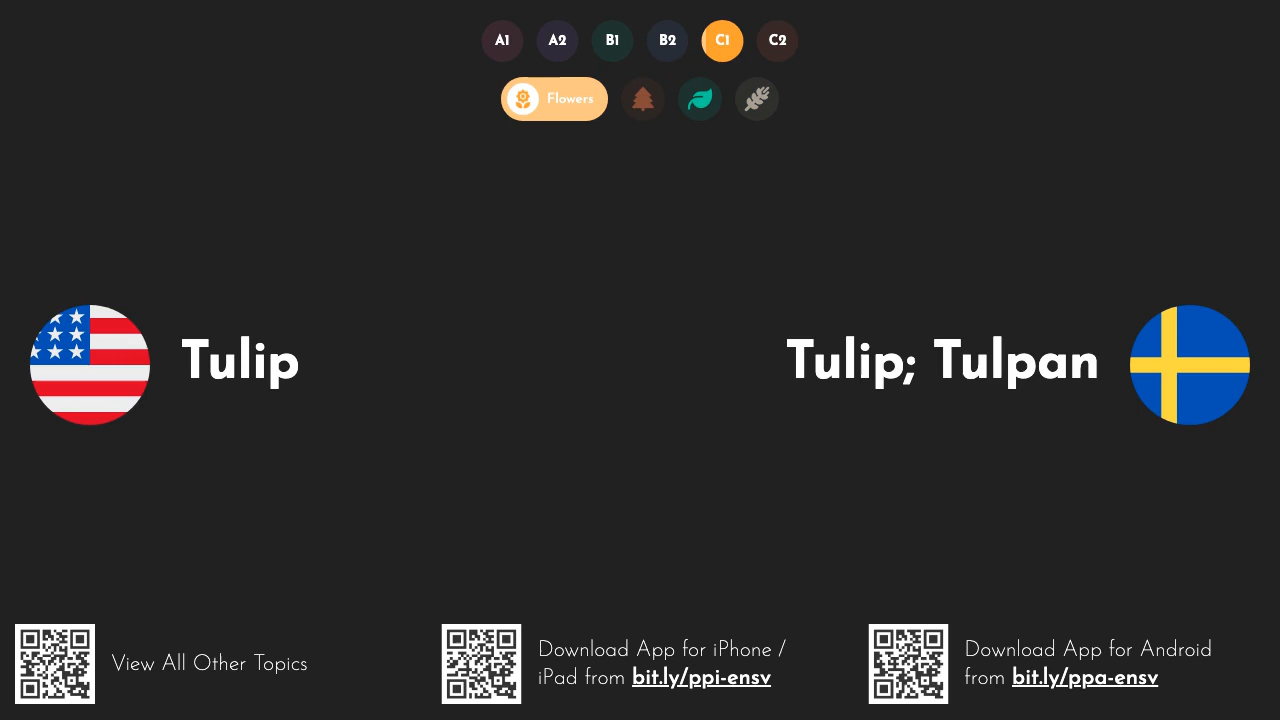 A1 A2 B1 B2 C1 C2
Flowers
Tulip
Tulip; Tulpan
View All Other Topics
Download App for iPhone /
iPad from bit.ly/ppi-ensv
Download App for Android
from bit.ly/ppa-ensv